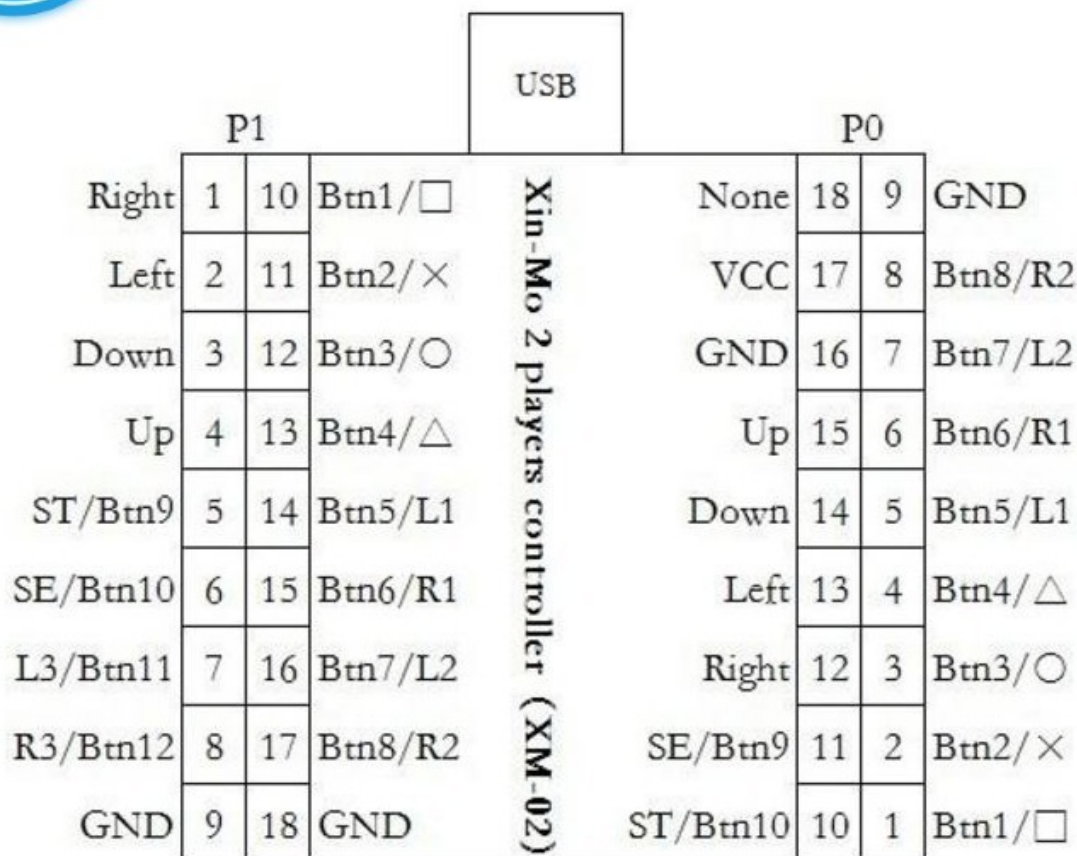 USB
P1 P0
Right 1 10 Btn1/□ None 18 9 GND
Left 2 11 Btn2/× VCC 17 8 Btn8/R2
Down 3 12 Btn3/○ GND 16 7 Btn7/L2
Up 4 13 Btn4/△ Up 15 6 Btn6/R1
ST/Btn9 5 14 Btn5/L1 Down 14 5 Btn5/L1
SE/Btn10 6 15 Btn6/R1 Left 13 4 Btn4/△
L3/Btn11 7 16 Btn7/L2 Right 12 3 Btn3/○
R3/Btn12 8 17 Btn8/R2 SE/Btn9 11 2 Btn2/×
GND 9 18 GND ST/Btn10 10 1 Btn1/□
Xin-Mo 2 players controller (XM-02)